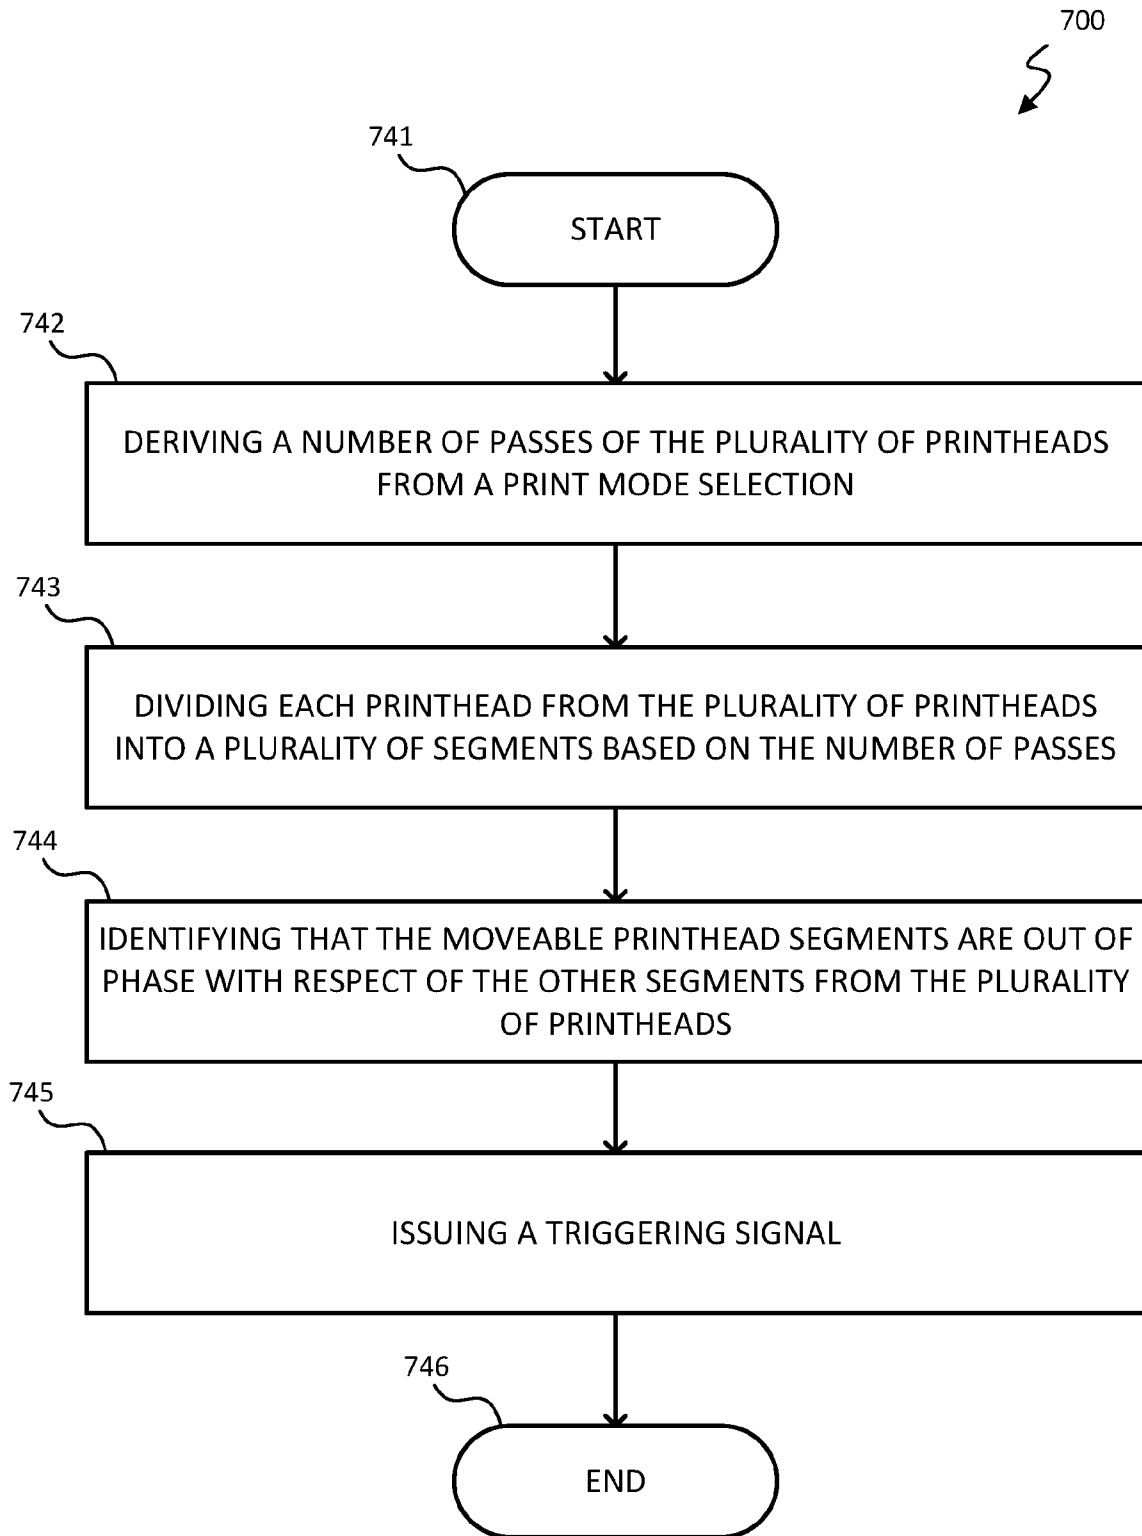 700
741
START
742
DERIVING A NUMBER OF PASSES OF THE PLURALITY OF PRINTHEADS
FROM A PRINT MODE SELECTION
743
DIVIDING EACH PRINTHEAD FROM THE PLURALITY OF PRINTHEADS
INTO A PLURALITY OF SEGMENTS BASED ON THE NUMBER OF PASSES
744
IDENTIFYING THAT THE MOVEABLE PRINTHEAD SEGMENTS ARE OUT OF
PHASE WITH RESPECT OF THE OTHER SEGMENTS FROM THE PLURALITY
OF PRINTHEADS
745
ISSUING A TRIGGERING SIGNAL
746
END